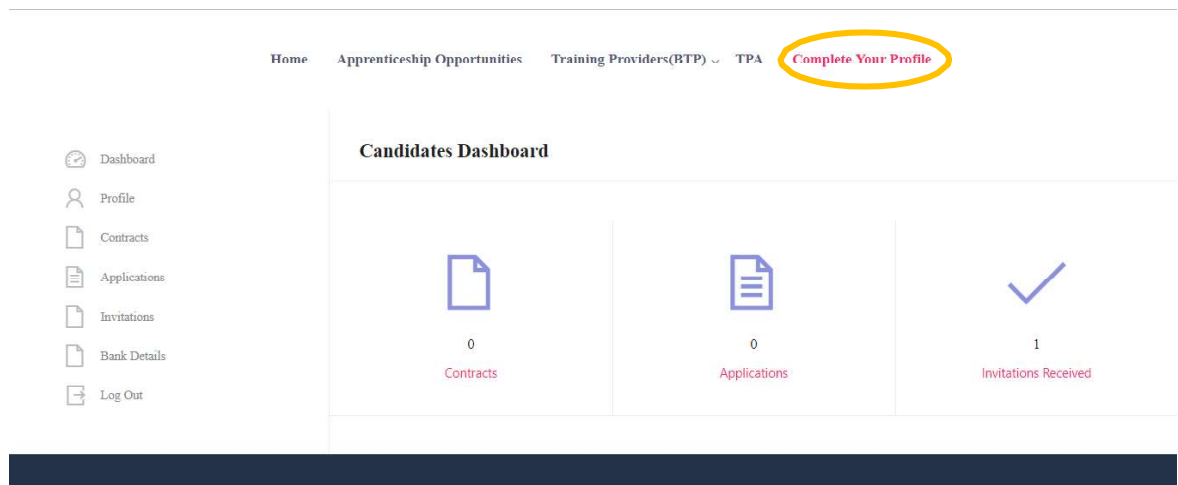 Home Apprenticeship Opportunities Training Providers(BTP) TPA Complete Your Profile
Dashboard
Profile
Contracts
Applications
Invitations
Bank Details
Log Out
Candidates Dashboard
0
Contracts
0
Applications
1
Invitations Received